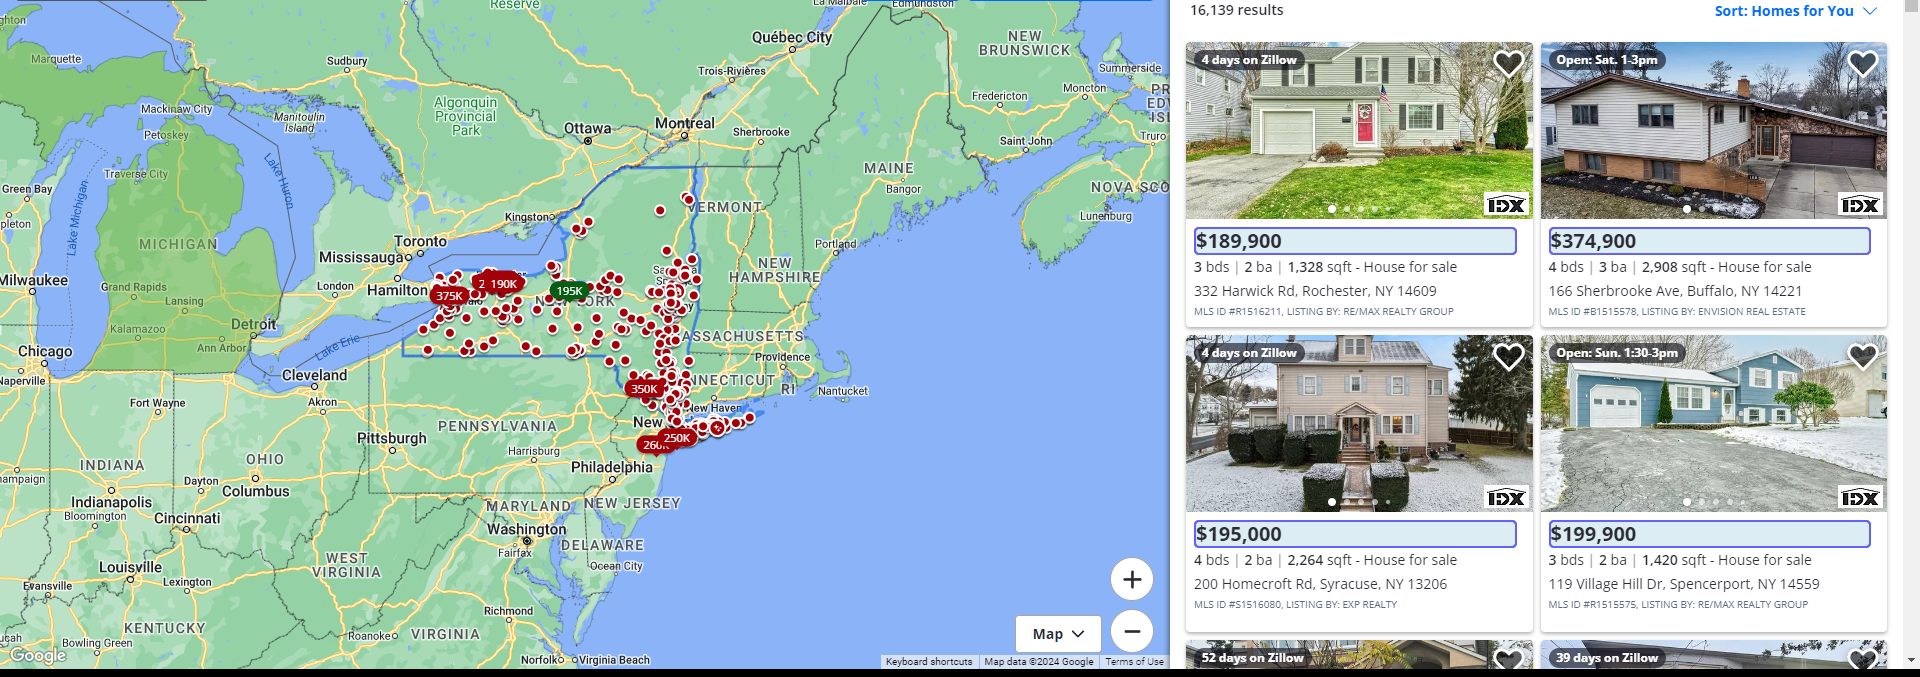 16,139 results
Sort: Homes for You
4 days on Zillow
IDX
$189,900
3 bds | 2 ba | 1,328 sqft - House for sale
332 Harwick Rd, Rochester, NY 14609
MLS ID #R1516211, LISTING BY: RE/MAX REALTY GROUP
Open: Sat. 1-3pm
IDX
$374,900
4 bds | 3 ba | 2,908 sqft - House for sale
166 Sherbrooke Ave, Buffalo, NY 14221
MLS ID #B1515578, LISTING BY: ENVISION REAL ESTATE
4 days on Zillow
IDX
$195,000
4 bds | 2 ba | 2,264 sqft - House for sale
200 Homecroft Rd, Syracuse, NY 13206
MLS ID #S1516080, LISTING BY: EXP REALTY
Open: Sun. 1:30-3pm
IDX
$199,900
3 bds | 2 ba | 1,420 sqft - House for sale
119 Village Hill Dr, Spencerport, NY 14559
MLS ID #R1515575, LISTING BY: RE/MAX REALTY GROUP
52 days on Zillow
39 days on Zillow
Reserve
Edmundston
Québec City
NEW
BRUNSWICK
Marquette
Sudbury
Trois-Rivières
Summerside
Moncton
Fredericton
Mackinaw City
Manitoulin
Island
Algonquin
Provincial
Park
Ottawa
Montreal
Sherbrooke
Saint John
Truro
Petoskey
Traverse City
Lake Huron
Lake Michigan
MAINE
Bangor
NOVA SCO
Lunenburg
Green Bay
Kingston
VERMONT
MICHIGAN
Toronto
Mississauga
Hamilton
Portland
NEW
HAMPSHIRE
Milwaukee
Grand Rapids
Lansing
London
375K
190K
195K
NEW YORK
Kalamazoo
Detroit
Ann Arbor
Lake Erie
ASSACHUSETTS
Chicago
Naperville
Cleveland
Providence
NNECTICUT
RI
Nantucket
350K
Fort Wayne
Akron
New Haven
New
PENNSYLVANIA
250K
Pittsburgh
Harrisburg
Philadelphia
INDIANA
OHIO
Dayton
Columbus
Indianapolis
Bloomington
Cincinnati
MARYLAND
NEW JERSEY
Washington
Fairfax
DELAWARE
Ocean City
WEST
VIRGINIA
Louisville
Evansville
Lexington
Richmond
KENTUCKY
Bowling Green
Roanoke
VIRGINIA
Norfolk
Virginia Beach
Map
Google
Keyboard shortcuts
Map data ©2024 Google
Terms of Use